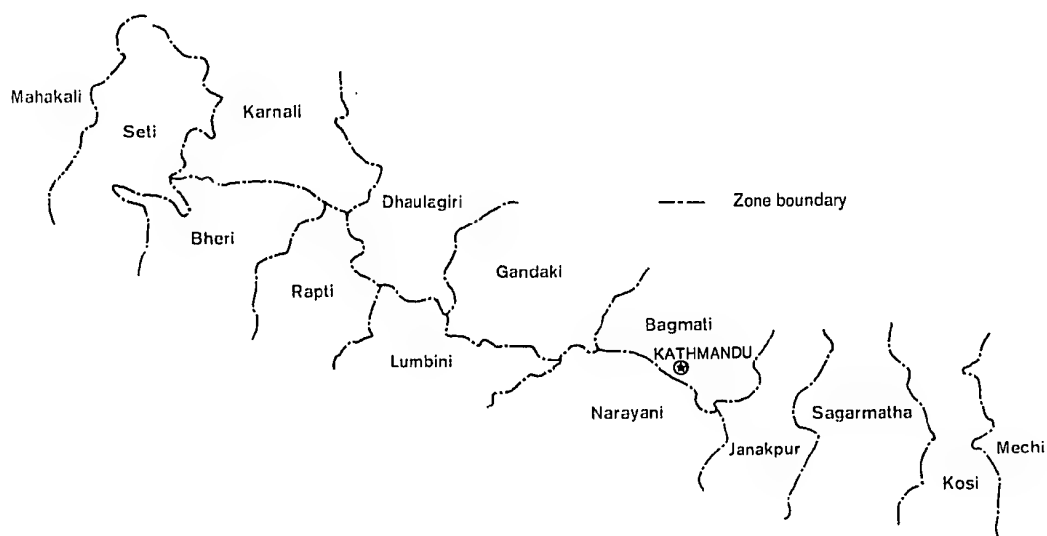 Mahakali
Karnali
Seti
Dhaulagiri
Zone boundary
Bheri
Gandaki
Rapti
Bagmati
KATHMANDU
Lumbini
Narayani
Sagarmatha
Janakpur
Mechi
Kosi